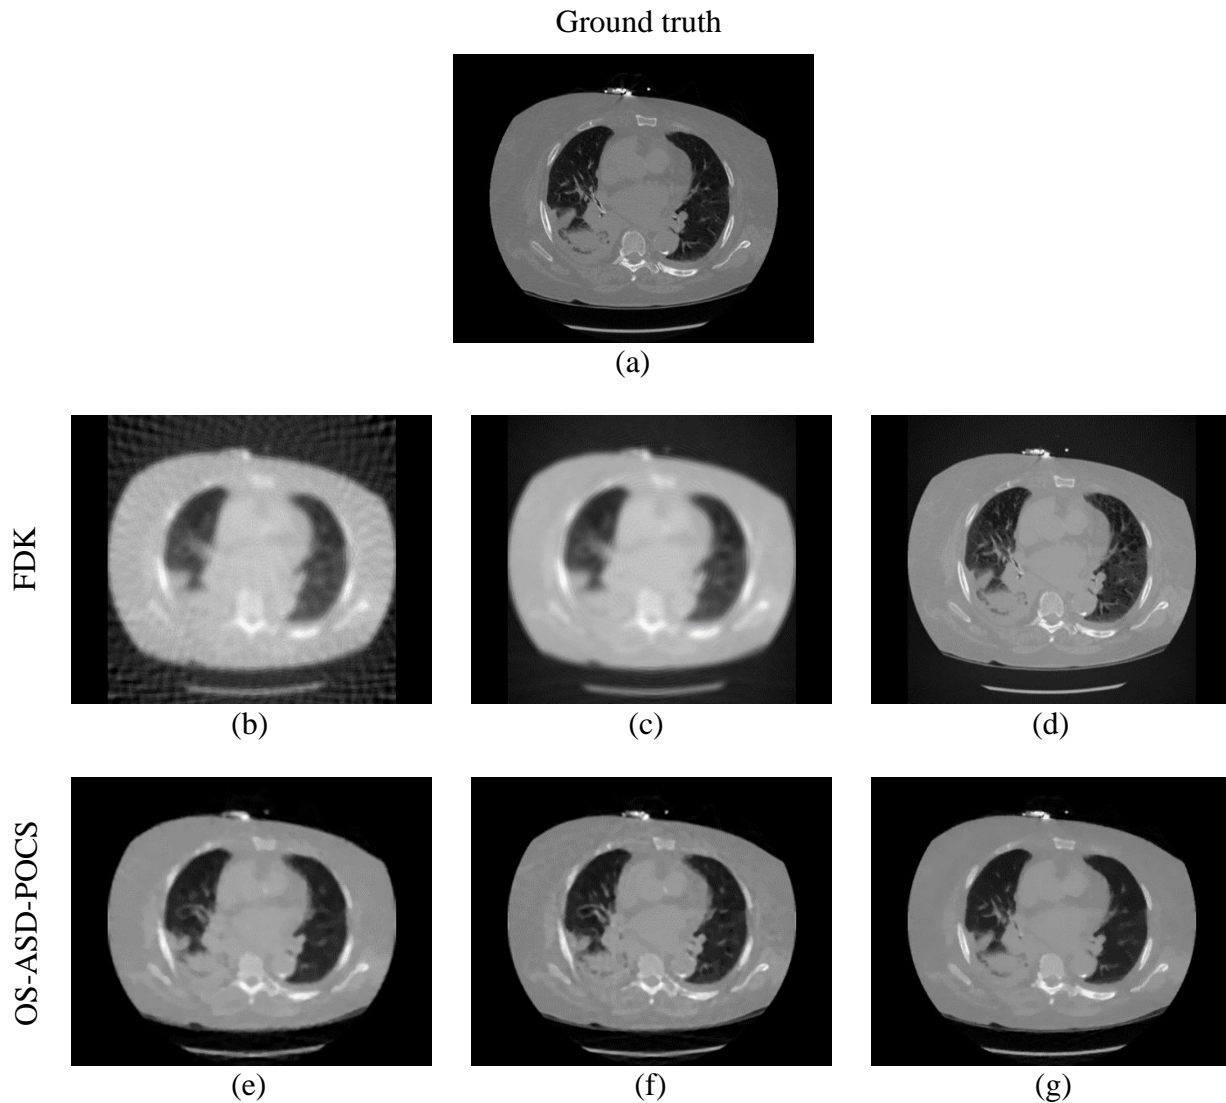 Ground truth
(a)
FDK
(b)
(c)
(d)
OS-ASD-POCS
(e)
(f)
(g)